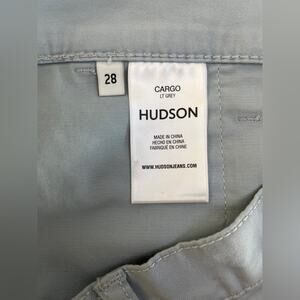 28
CARGO
LT GREY
HUDSON
MADE IN CHINA
HECHO EN CHINA
FABRIQUÉ EN CHINE
WWW.HUDSONJEANS.COM